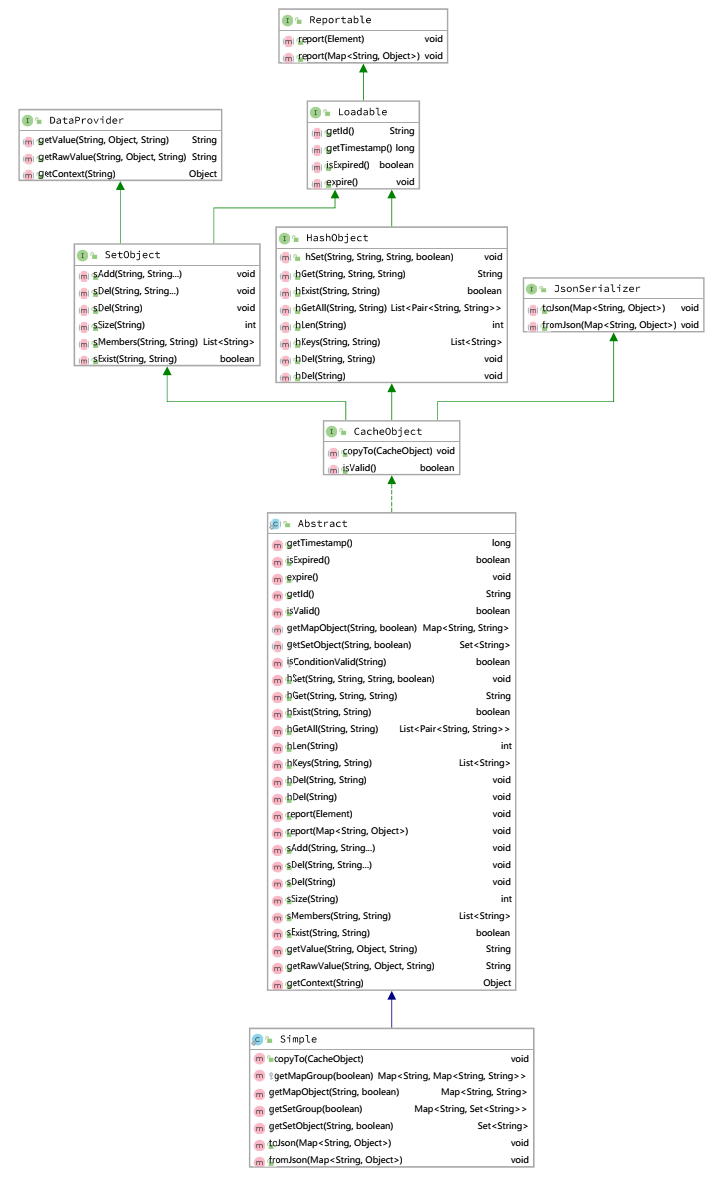 Reportable
report(Element) void
report(Map<String, Object>) void
DataProvider
getValue(String, Object, String) String
getRawValue(String, Object, String) String
getContext(String) Object
Loadable
getId() String
getTimestamp() long
isExpired() boolean
expire() void
SetObject
sAdd(String, String...) void
sDel(String, String...) void
sDel(String) void
sSize(String) int
sMembers(String, String) List<String>
sExist(String, String) boolean
HashObject
hSet(String, String, String, boolean) void
hGet(String, String, String) String
hExist(String, String) boolean
hGetAll(String, String) List<Pair<String, String>>
hLen(String) int
hKeys(String, String) List<String>
hDel(String, String) void
hDel(String) void
JsonSerializer
toJson(Map<String, Object>) void
fromJson(Map<String, Object>) void
CacheObject
copyTo(CacheObject) void
isValid() boolean
Abstract
getTimestamp() long
isExpired() boolean
expire() void
getId() String
isValid() boolean
getMapObject(String, boolean) Map<String, String>
getSetObject(String, boolean) Set<String>
isConditionValid(String) boolean
hSet(String, String, String, boolean) void
hGet(String, String, String) String
hExist(String, String) boolean
hGetAll(String, String) List<Pair<String, String>>
hLen(String) int
hKeys(String, String) List<String>
hDel(String, String) void
hDel(String) void
report(Element) void
report(Map<String, Object>) void
sAdd(String, String...) void
sDel(String, String...) void
sDel(String) void
sSize(String) int
sMembers(String, String) List<String>
sExist(String, String) boolean
getValue(String, Object, String) String
getRawValue(String, Object, String) String
getContext(String) Object
Simple
copyTo(CacheObject) void
getMapGroup(boolean) Map<String, Map<String, String>>
getMapObject(String, boolean) Map<String, String>
getSetGroup(boolean) Map<String, Set<String>>
getSetObject(String, boolean) Set<String>
toJson(Map<String, Object>) void
fromJson(Map<String, Object>) void